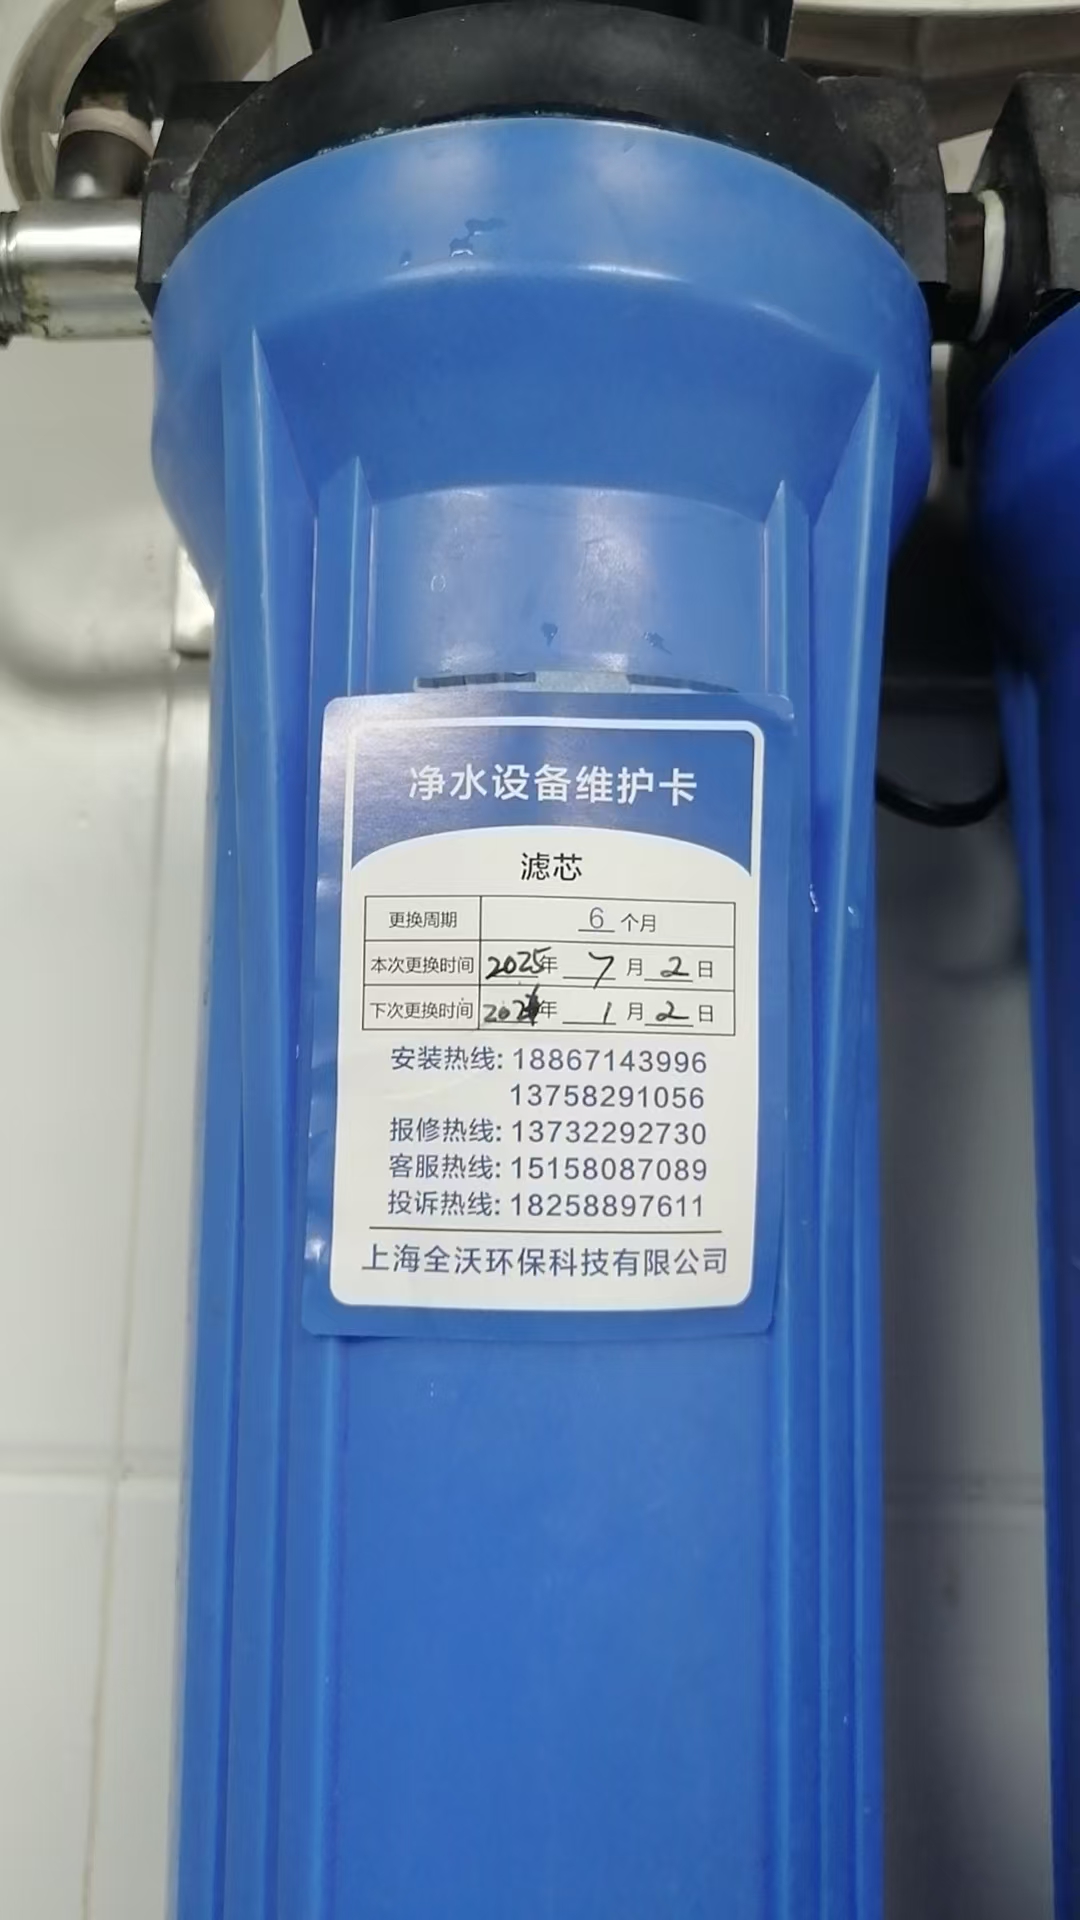 净水设备维护卡
滤芯
更换周期 6 个月
本次更换时间 2025年 7 月 2 日
下次更换时间 年 1 月 2 日
安装热线: 18867143996
13758291056
报修热线: 13732292730
客服热线: 15158087089
投诉热线: 18258897611
上海全沃环保科技有限公司